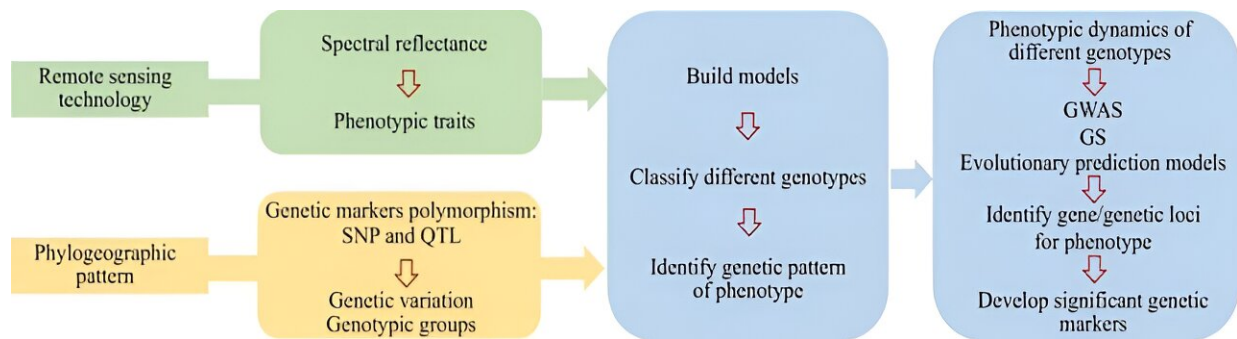 Remote sensing
technology
Spectral reflectance
Phenotypic traits
Phylogeographic
pattern
Genetic markers polymorphism:
SNP and QTL
Genetic variation
Genotypic groups
Build models
Classify different genotypes
Identify genetic pattern
of phenotype
Phenotypic dynamics of
different genotypes
GWAS
GS
Evolutionary prediction models
Identify gene/genetic loci
for phenotype
Develop significant genetic
markers